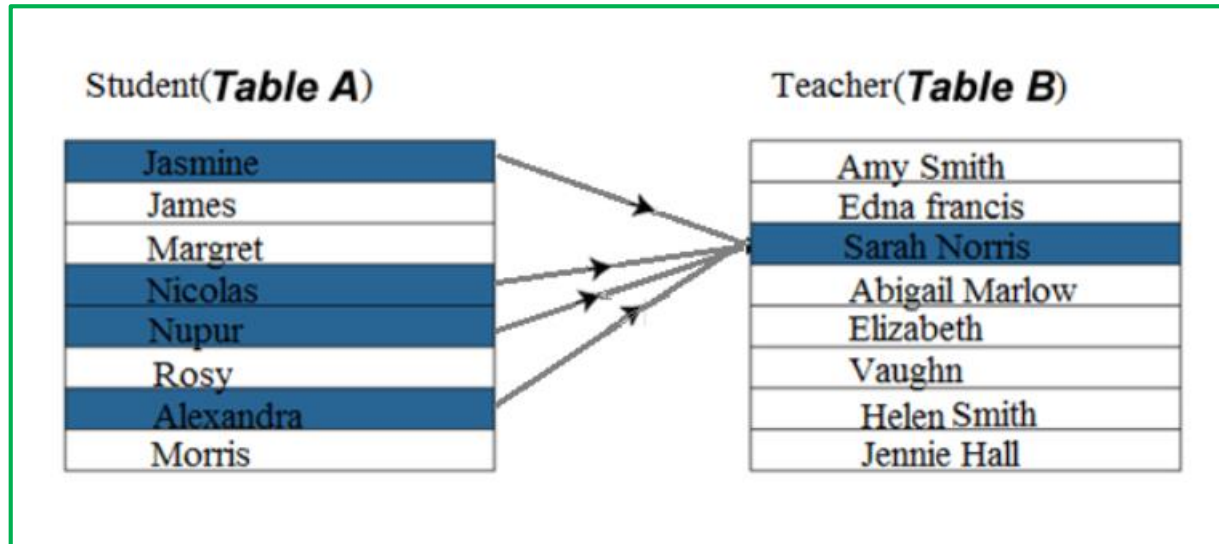 Student(Table A)
Jasmine
James
Margret
Nicolas
Nupur
Rosy
Alexandra
Morris
Teacher(Table B)
Amy Smith
Edna francis
Sarah Norris
Abigail Marlow
Elizabeth
Vaughn
Helen Smith
Jennie Hall